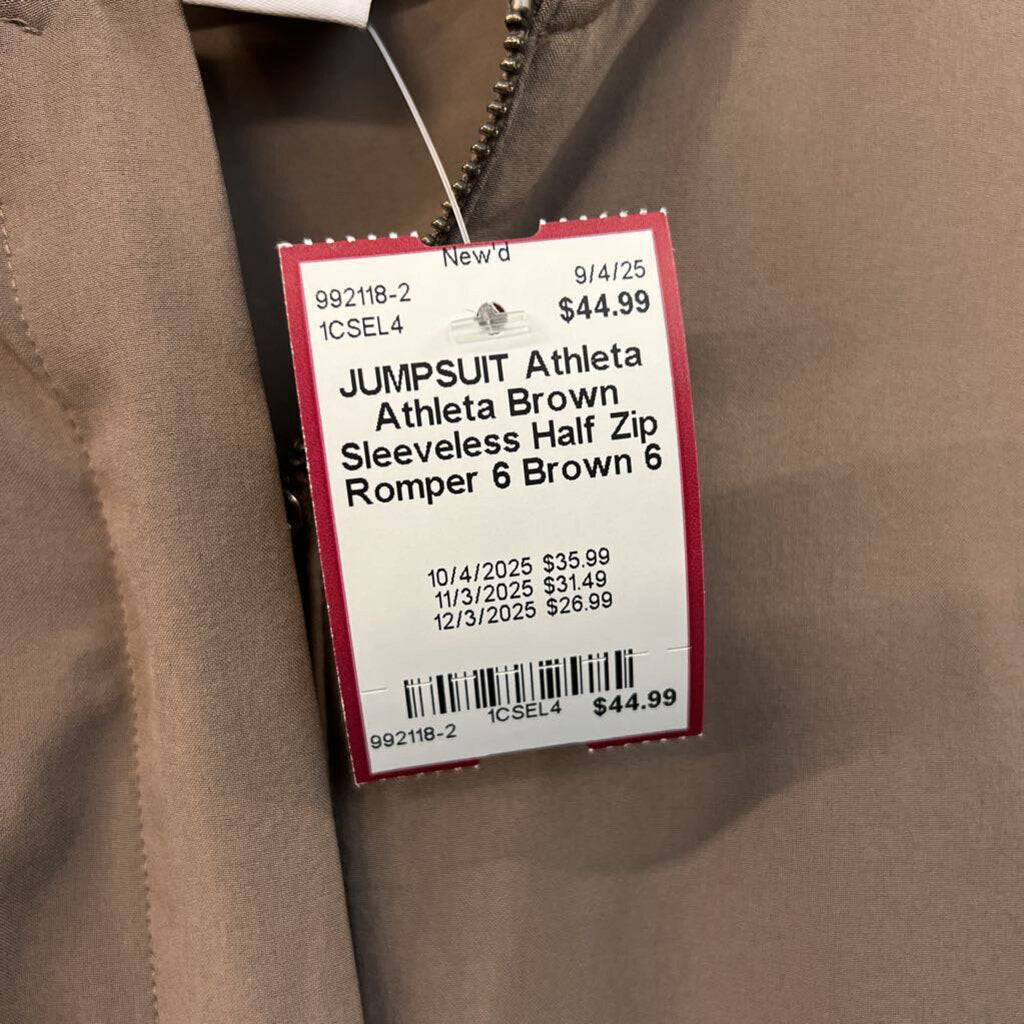 New'd
992118-2 9/4/25
1CSEL4 $44.99
JUMPSUIT Athleta
Athleta Brown
Sleeveless Half Zip
Romper 6 Brown 6
10/4/2025 $35.99
11/3/2025 $31.49
12/3/2025 $26.99
992118-2 1CSEL4 $44.99